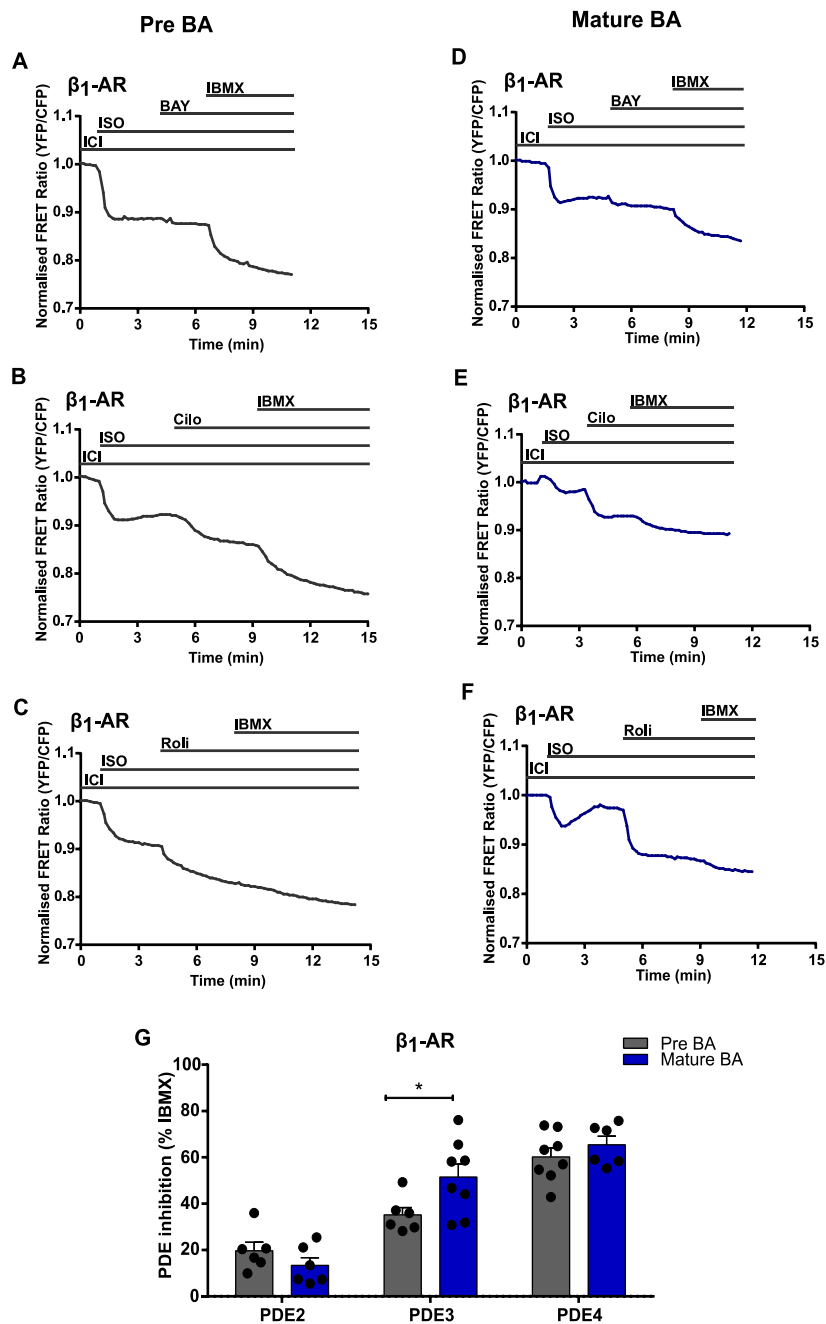 Pre BA
Mature BA
A
β1-AR
IBMX
BAY
ISO
ICI
Normalised FRET Ratio (YFP/CFP)
1.1
1.0
0.9
0.8
0.7
0 3 6 9 12 15
Time (min)
D
β1-AR
IBMX
BAY
ISO
ICI
Normalised FRET Ratio (YFP/CFP)
1.1
1.0
0.9
0.8
0.7
0 3 6 9 12 15
Time (min)
B
β1-AR
IBMX
Cilo
ISO
ICI
Normalised FRET Ratio (YFP/CFP)
1.1
1.0
0.9
0.8
0.7
0 3 6 9 12 15
Time (min)
E
β1-AR
IBMX
Cilo
ISO
ICI
Normalised FRET Ratio (YFP/CFP)
1.1
1.0
0.9
0.8
0.7
0 3 6 9 12 15
Time (min)
C
β1-AR
IBMX
Roli
ISO
ICI
Normalised FRET Ratio (YFP/CFP)
1.1
1.0
0.9
0.8
0.7
0 3 6 9 12 15
Time (min)
F
β1-AR
IBMX
Roli
ISO
ICI
Normalised FRET Ratio (YFP/CFP)
1.1
1.0
0.9
0.8
0.7
0 3 6 9 12 15
Time (min)
G
β1-AR
Pre BA
Mature BA
PDE inhibition (% IBMX)
100
80
60
40
20
0
*
PDE2 PDE3 PDE4